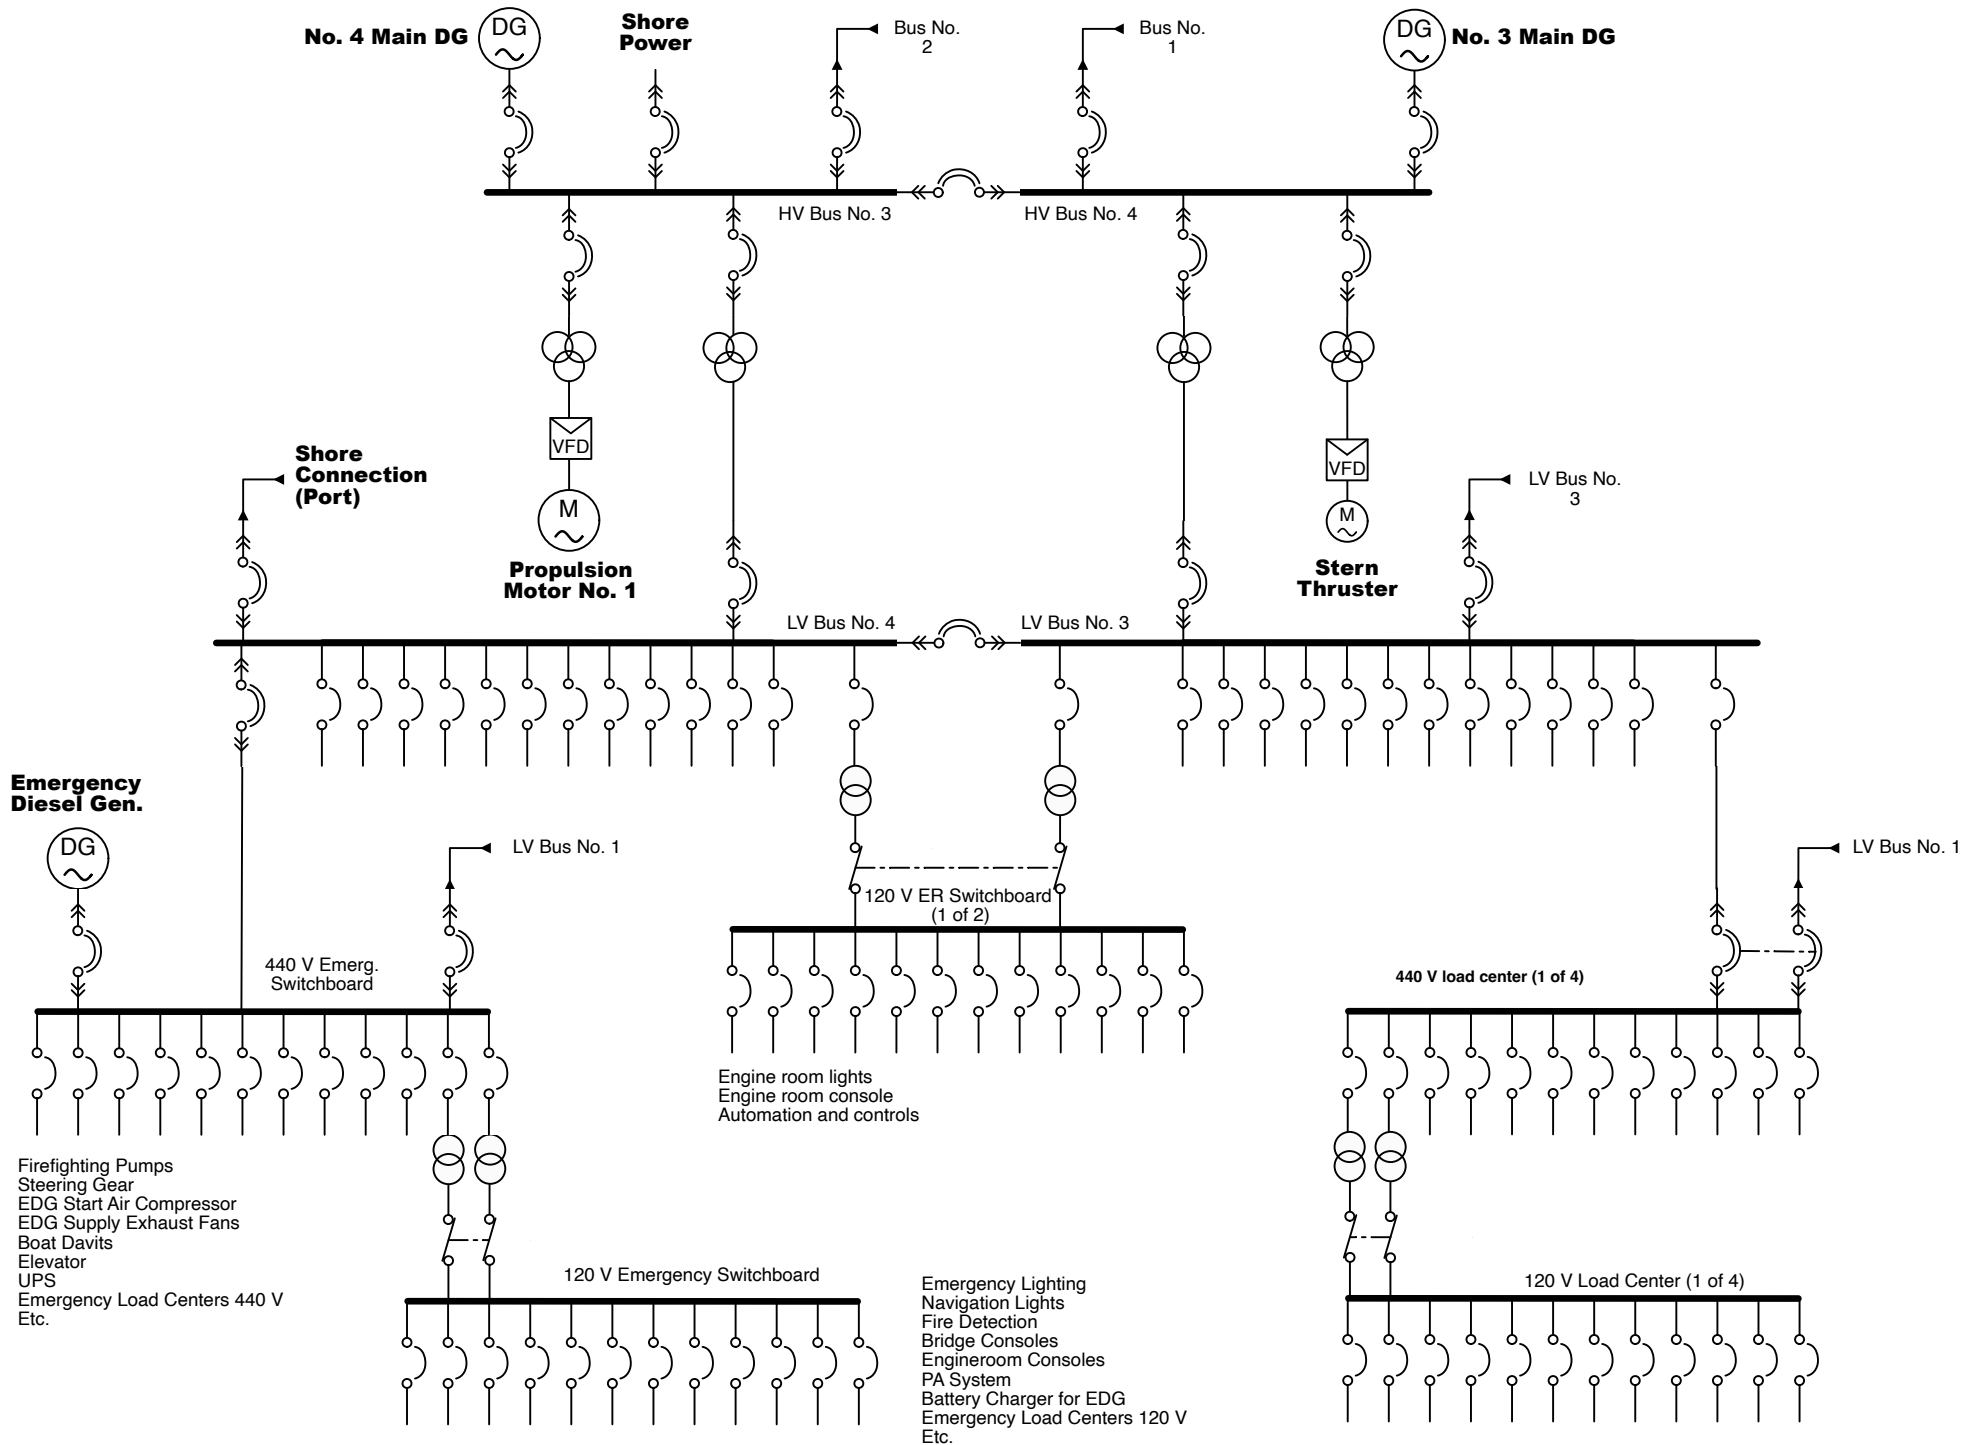 No. 4 Main DG
DG
Shore
Power
Bus No.
2
Bus No.
1
DG
No. 3 Main DG
HV Bus No. 3
HV Bus No. 4
VFD
M
Propulsion
Motor No. 1
VFD
M
Stern
Thruster
Shore
Connection
(Port)
LV Bus No.
3
LV Bus No. 4
LV Bus No. 3
Emergency
Diesel Gen.
DG
LV Bus No. 1
440 V Emerg.
Switchboard
120 V ER Switchboard
(1 of 2)
LV Bus No. 1
440 V load center (1 of 4)
Engine room lights
Engine room console
Automation and controls
Firefighting Pumps
Steering Gear
EDG Start Air Compressor
EDG Supply Exhaust Fans
Boat Davits
Elevator
UPS
Emergency Load Centers 440 V
Etc.
120 V Emergency Switchboard
Emergency Lighting
Navigation Lights
Fire Detection
Bridge Consoles
Engineroom Consoles
PA System
Battery Charger for EDG
Emergency Load Centers 120 V
Etc.
120 V Load Center (1 of 4)